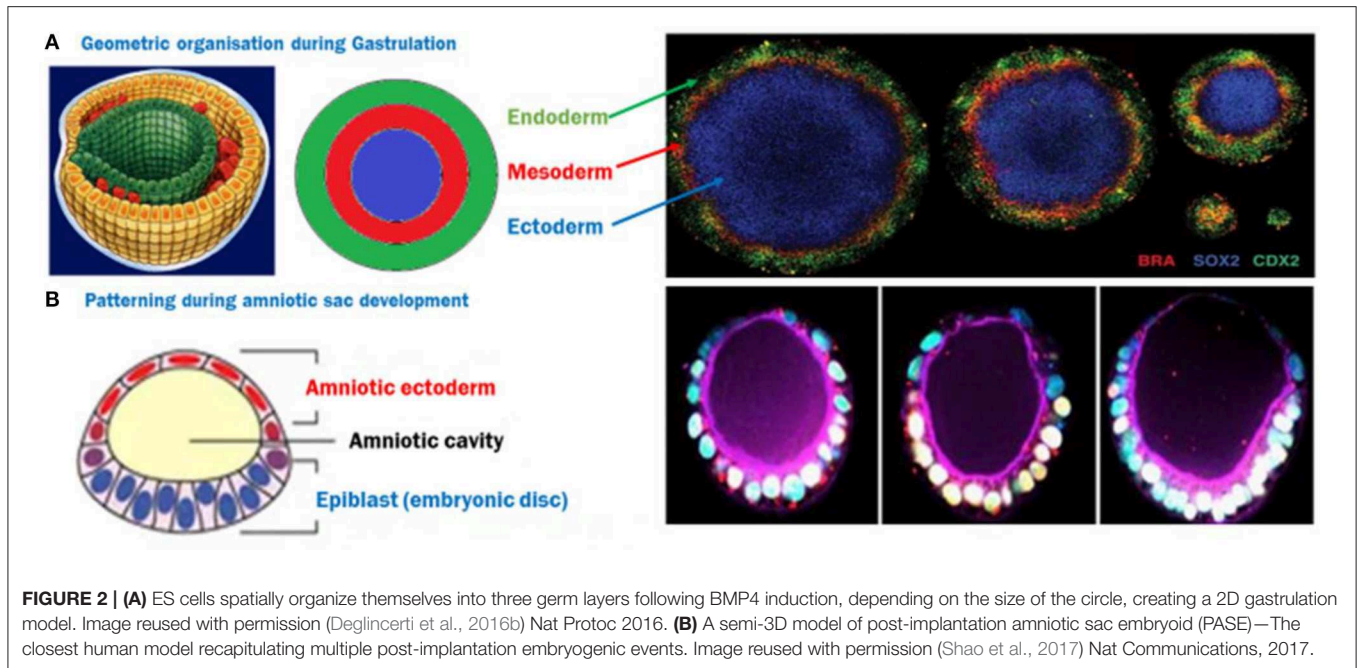 A Geometric organisation during Gastrulation
Endoderm
Mesoderm
Ectoderm
BRA SOX2 CDX2
B Patterning during amniotic sac development
Amniotic ectoderm
Amniotic cavity
Epiblast (embryonic disc)
FIGURE 2 | (A) ES cells spatially organize themselves into three germ layers following BMP4 induction, depending on the size of the circle, creating a 2D gastrulation
model. Image reused with permission (Deglincerti et al., 2016b) Nat Protoc 2016. (B) A semi-3D model of post-implantation amniotic sac embryoid (PASE)—The
closest human model recapitulating multiple post-implantation embryogenic events. Image reused with permission (Shao et al., 2017) Nat Communications, 2017.